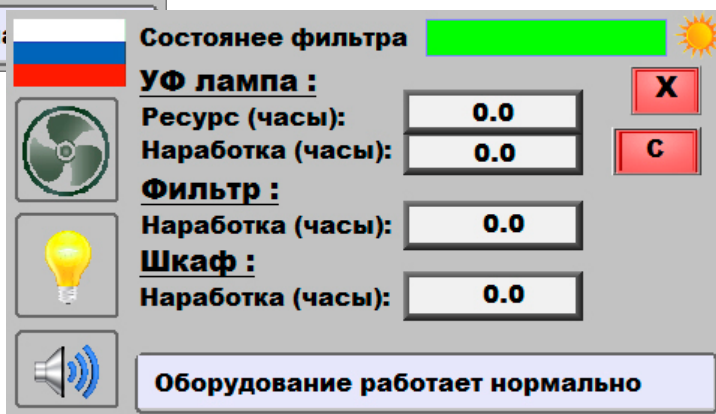 Состоянее фильтра
УФ лампа :
X
Ресурс (часы):
0.0
Наработка (часы):
0.0
C
Фильтр :
Наработка (часы):
0.0
Шкаф :
Наработка (часы):
0.0
Оборудование работает нормально